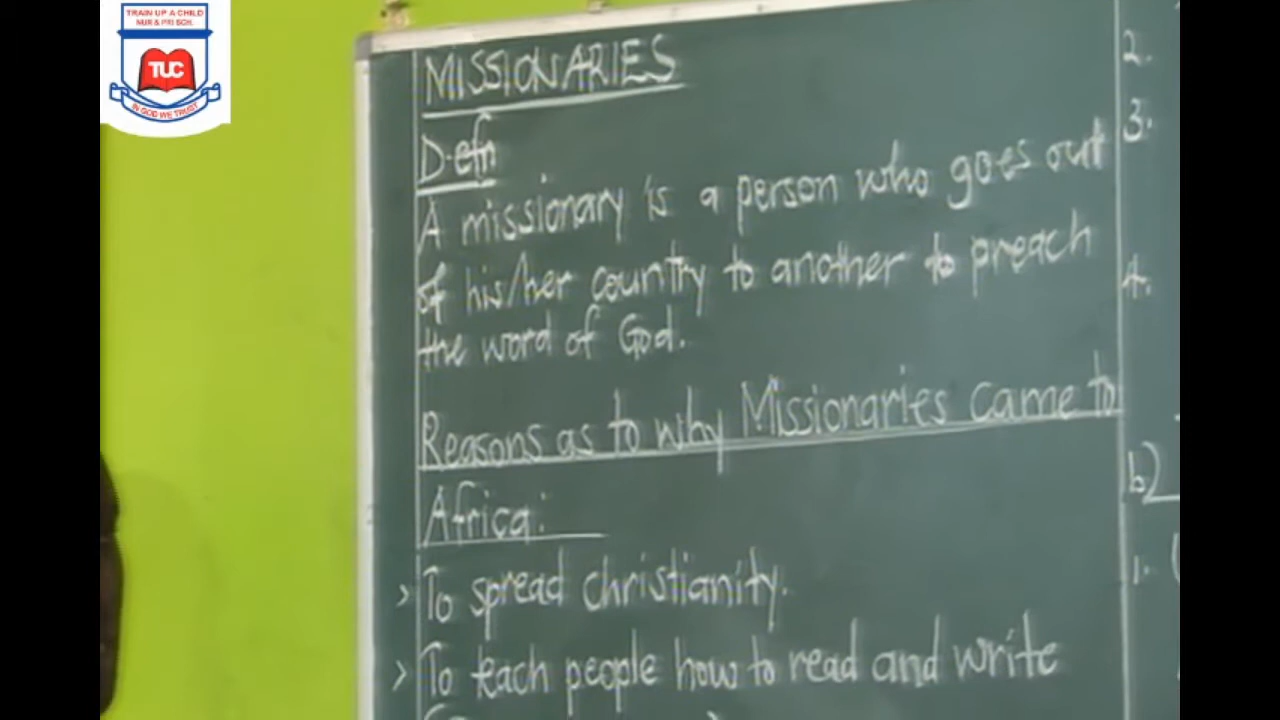 TRAIN UP A CHILD
NUR & PRI SCH.
TUC
IN GOD WE TRUST
MISSIONARIES
Defn
A missionary is a person who goes out
of his/her country to another to preach
the word of God.
Reasons as to why Missionaries came to
Africa:
> To spread christianity.
> To teach people how to read and write
2.
3.
4.
b)
1.